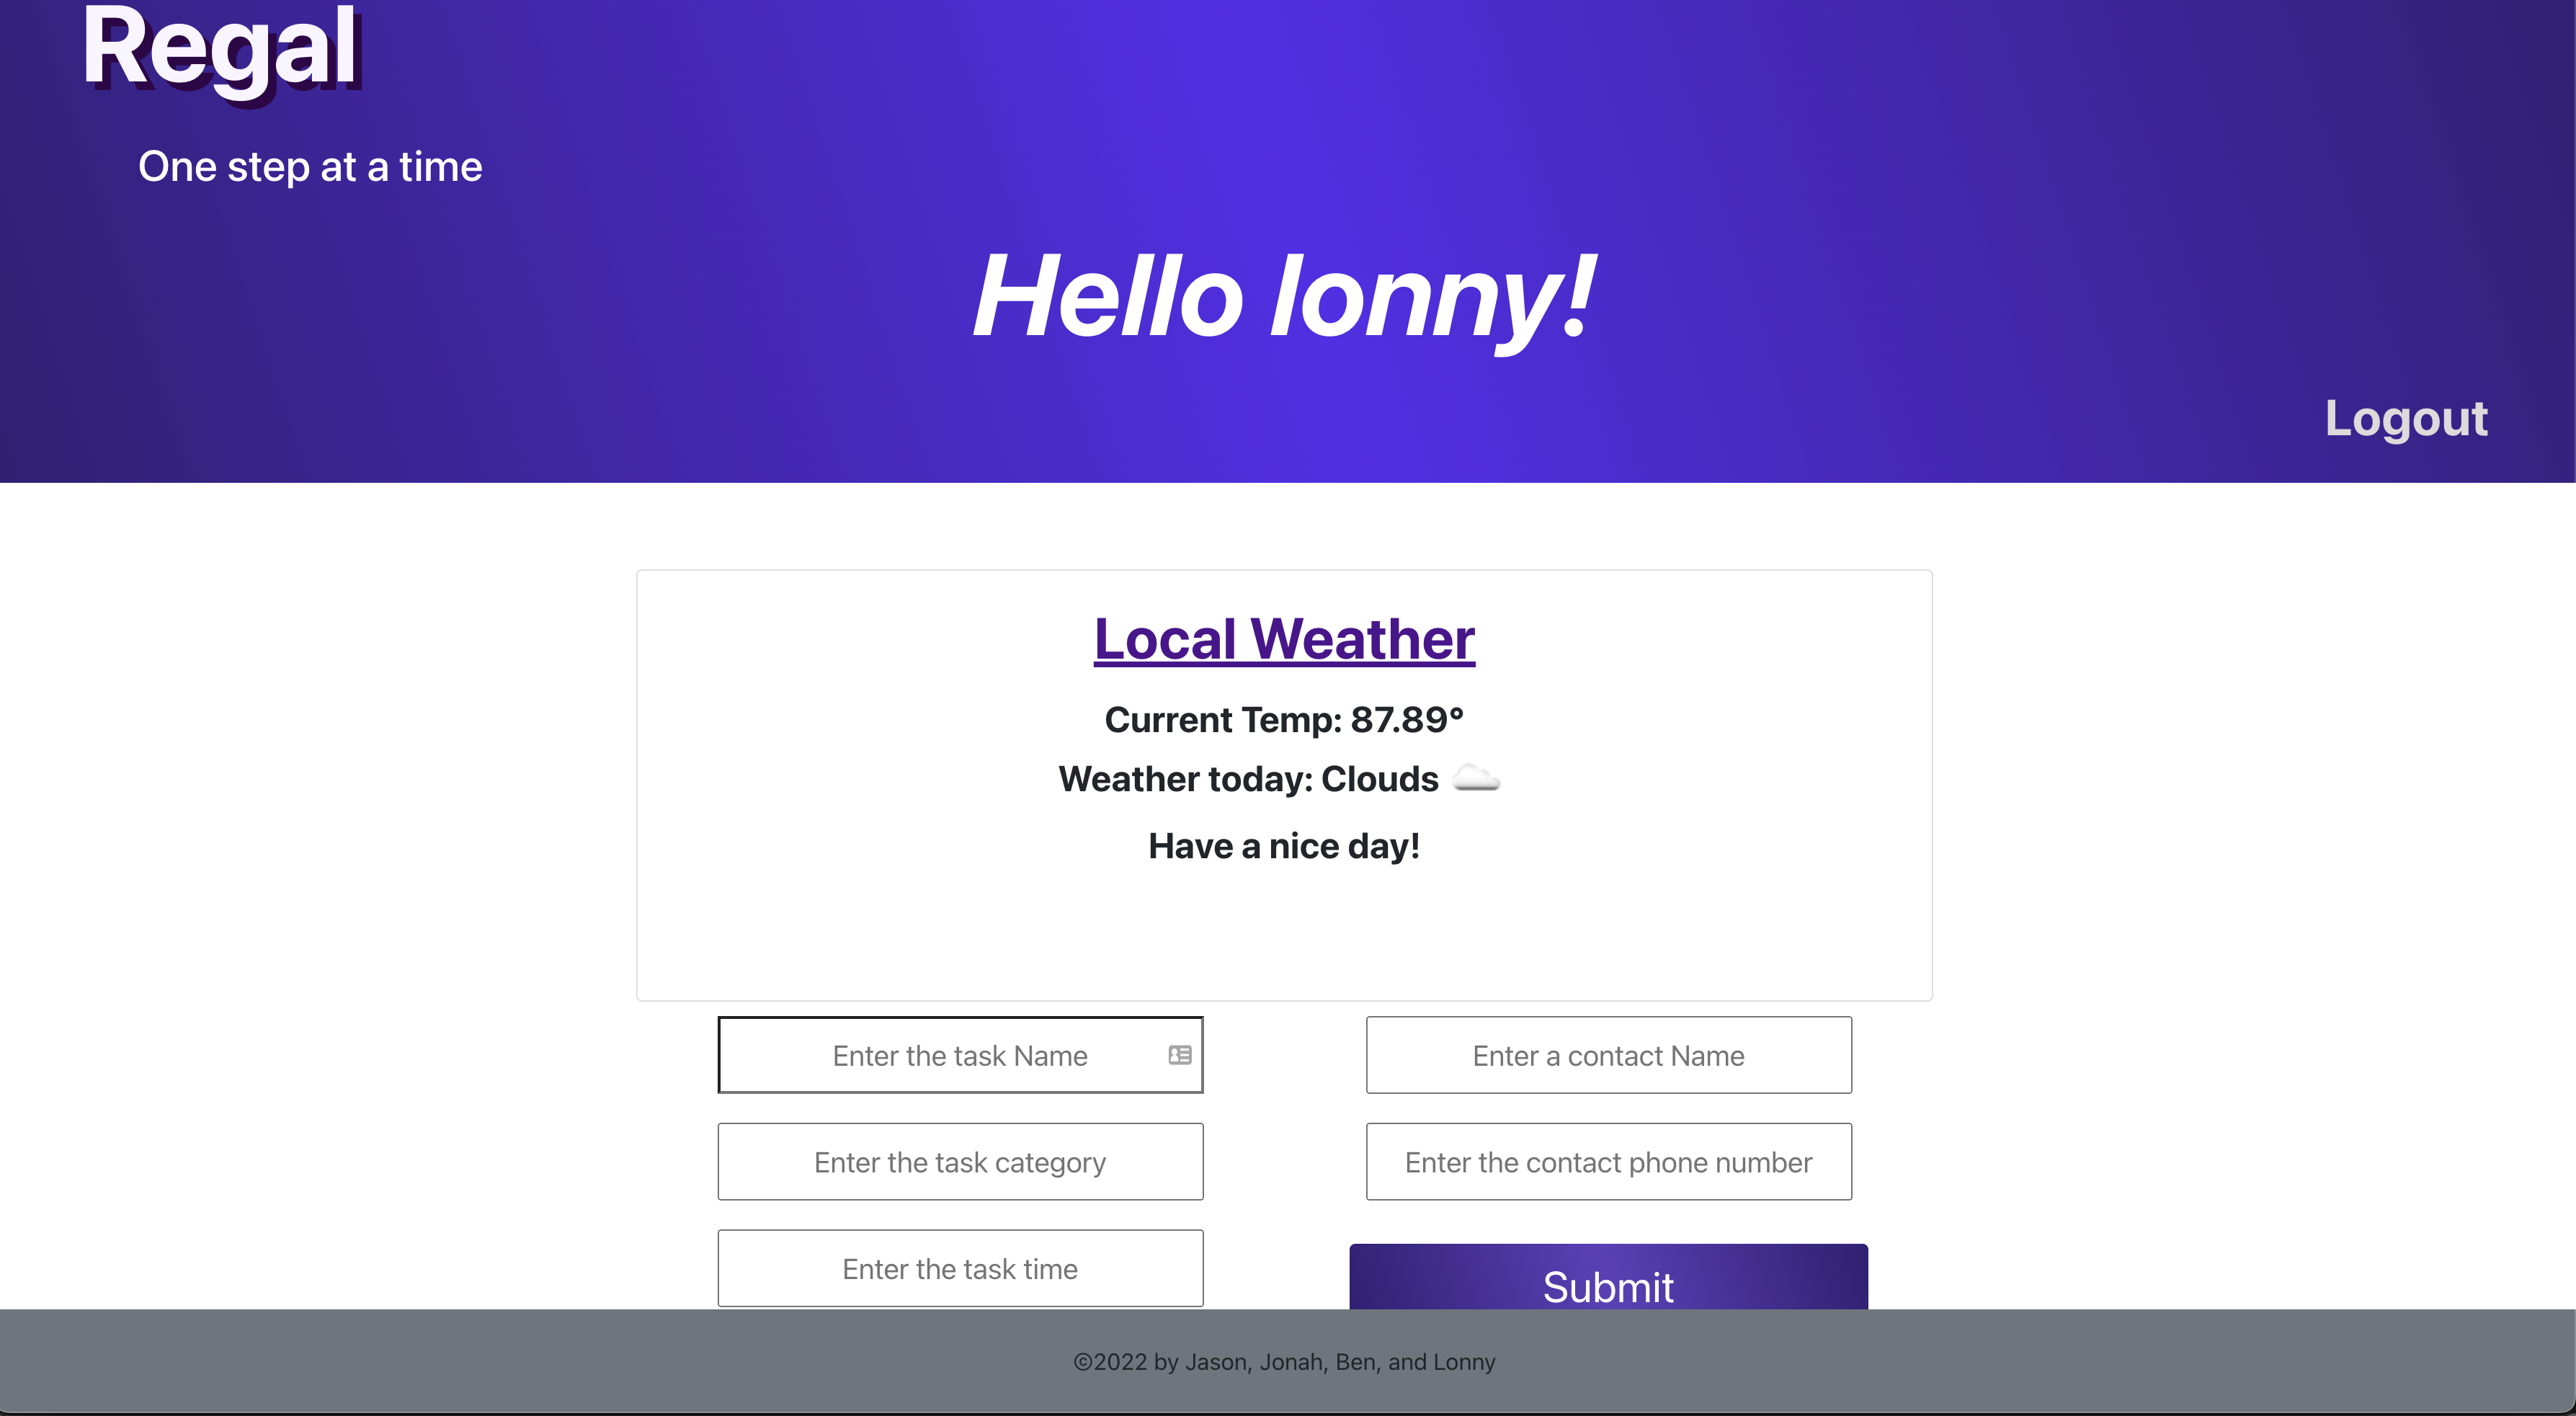 Regal
One step at a time
Hello lonny!
Logout
Local Weather
Current Temp: 87.89°
Weather today: Clouds ☁️
Have a nice day!
Enter the task Name
Enter a contact Name
Enter the task category
Enter the contact phone number
Enter the task time
Submit
©2022 by Jason, Jonah, Ben, and Lonny